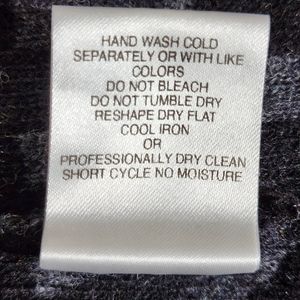 HAND WASH COLD
SEPARATELY OR WITH LIKE
COLORS
DO NOT BLEACH
DO NOT TUMBLE DRY
RESHAPE DRY FLAT
COOL IRON
OR
PROFESSIONALLY DRY CLEAN
SHORT CYCLE NO MOISTURE